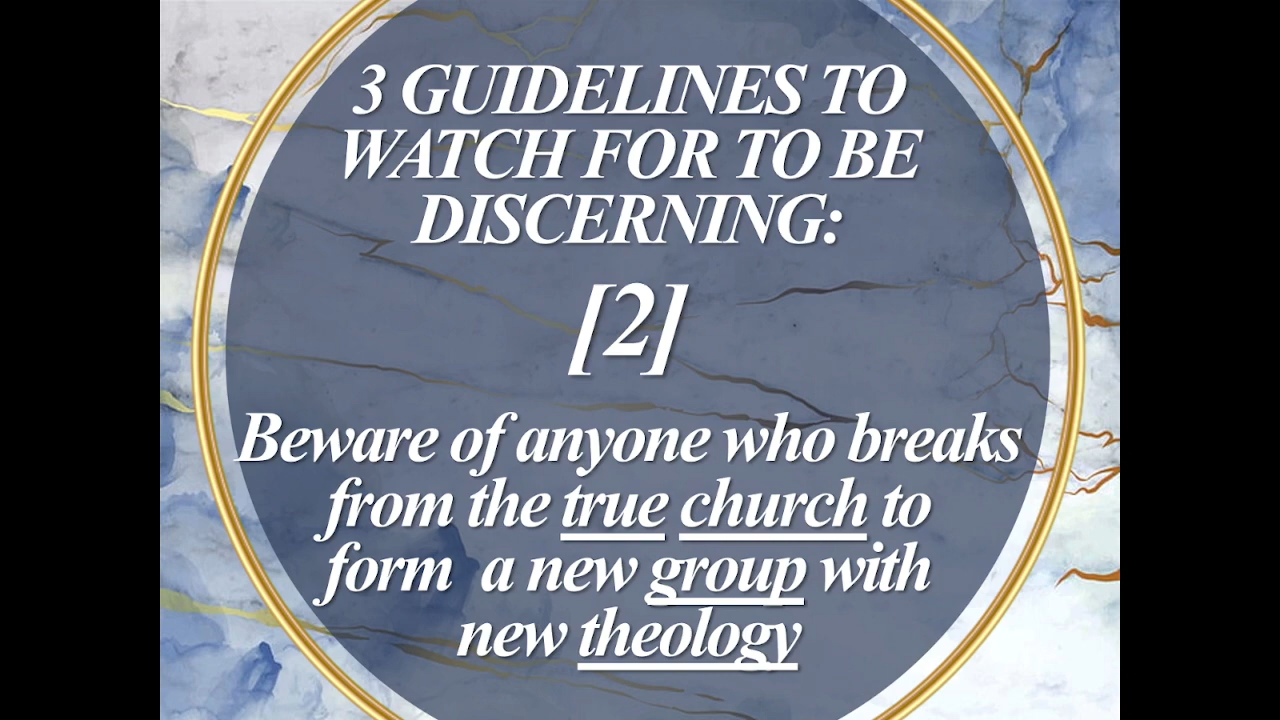 3 GUIDELINES TO
WATCH FOR TO BE
DISCERNING:
[2]
Beware of anyone who breaks
from the true church to
form a new group with
new theology